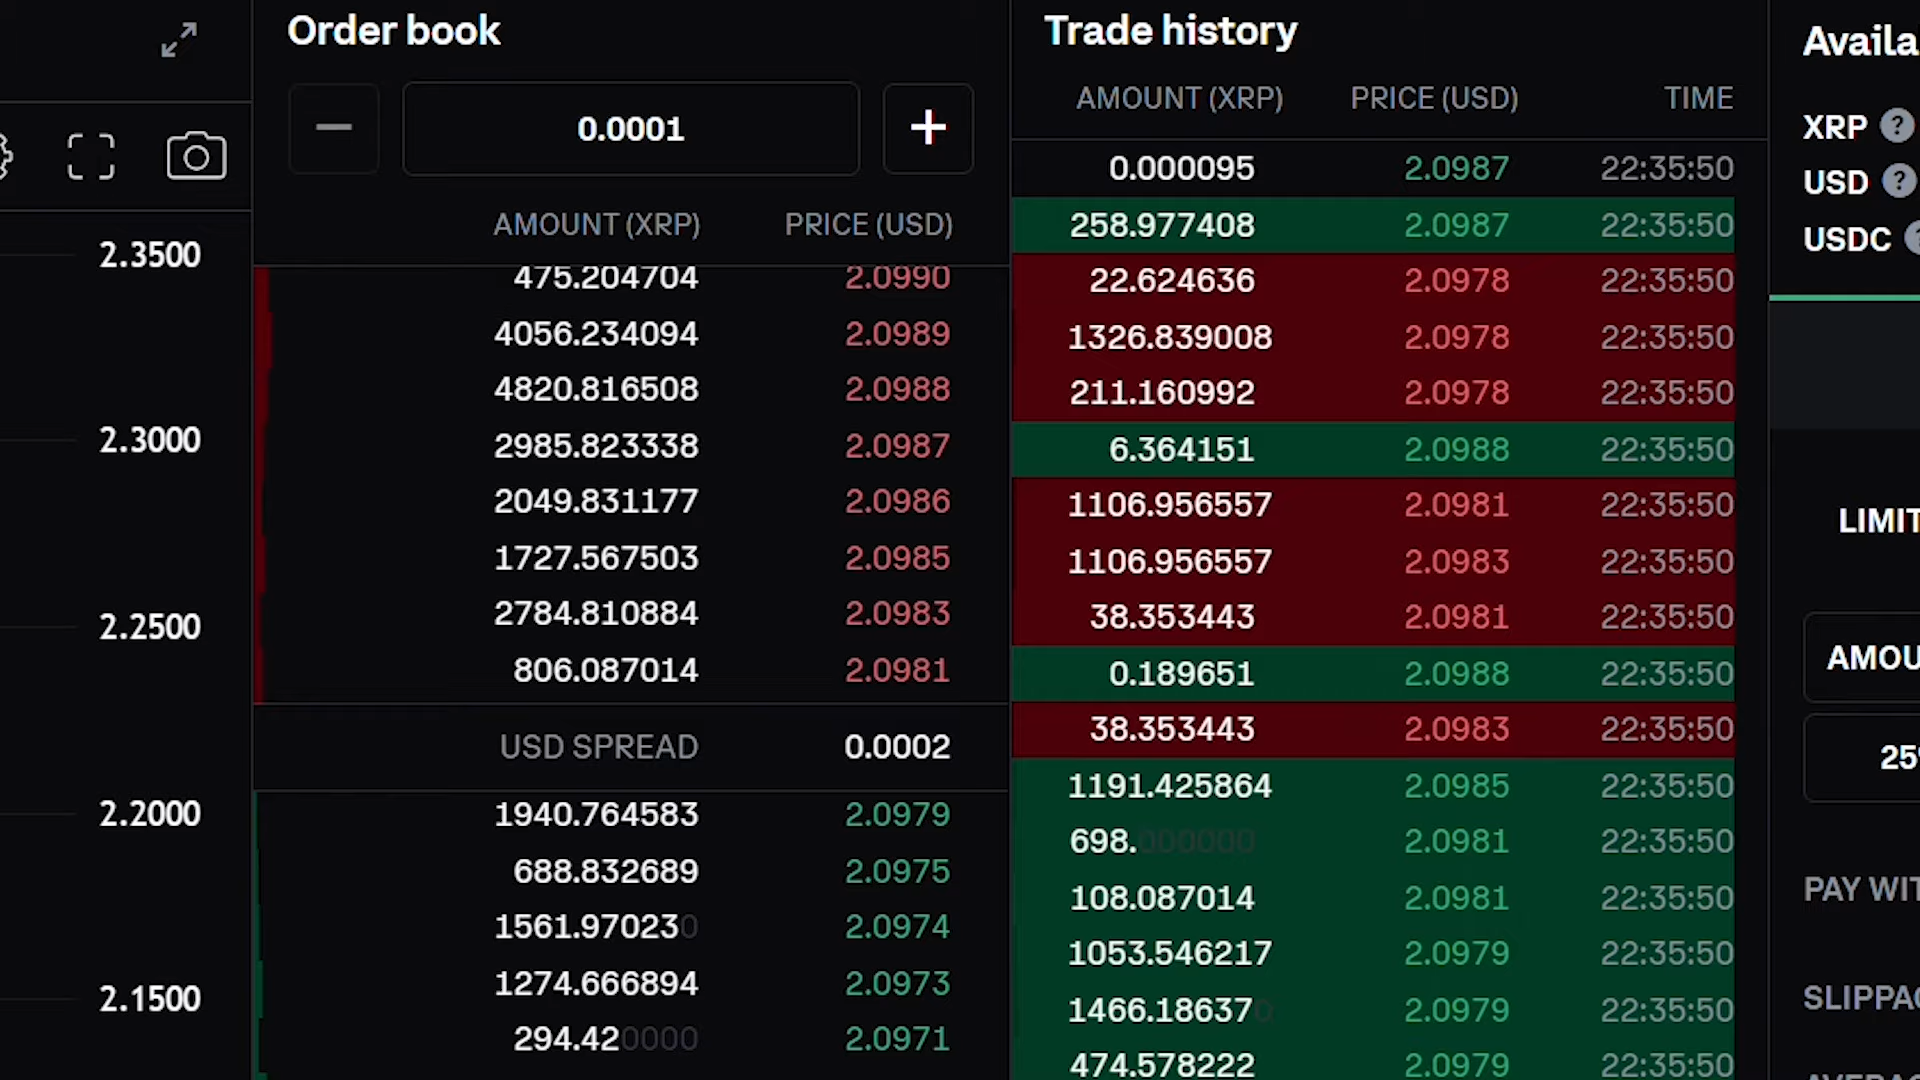 2.3500
2.3000
2.2500
2.2000
2.1500
Order book
0.0001
AMOUNT (XRP) PRICE (USD)
475.204704 2.0990
4056.234094 2.0989
4820.816508 2.0988
2985.823338 2.0987
2049.831177 2.0986
1727.567503 2.0985
2784.810884 2.0983
806.087014 2.0981
USD SPREAD 0.0002
1940.764583 2.0979
688.832689 2.0975
1561.970230 2.0974
1274.666894 2.0973
294.420000 2.0971
Trade history
AMOUNT (XRP) PRICE (USD) TIME
0.000095 2.0987 22:35:50
258.977408 2.0987 22:35:50
22.624636 2.0978 22:35:50
1326.839008 2.0978 22:35:50
211.160992 2.0978 22:35:50
6.364151 2.0988 22:35:50
1106.956557 2.0981 22:35:50
1106.956557 2.0983 22:35:50
38.353443 2.0981 22:35:50
0.189651 2.0988 22:35:50
38.353443 2.0983 22:35:50
1191.425864 2.0985 22:35:50
698.000000 2.0981 22:35:50
108.087014 2.0981 22:35:50
1053.546217 2.0979 22:35:50
1466.186370 2.0979 22:35:50
474.578222 2.0979 22:35:50
Availa
XRP ?
USD ?
USDC
LIMIT
AMOU
25
PAY WIT
SLIPPAG